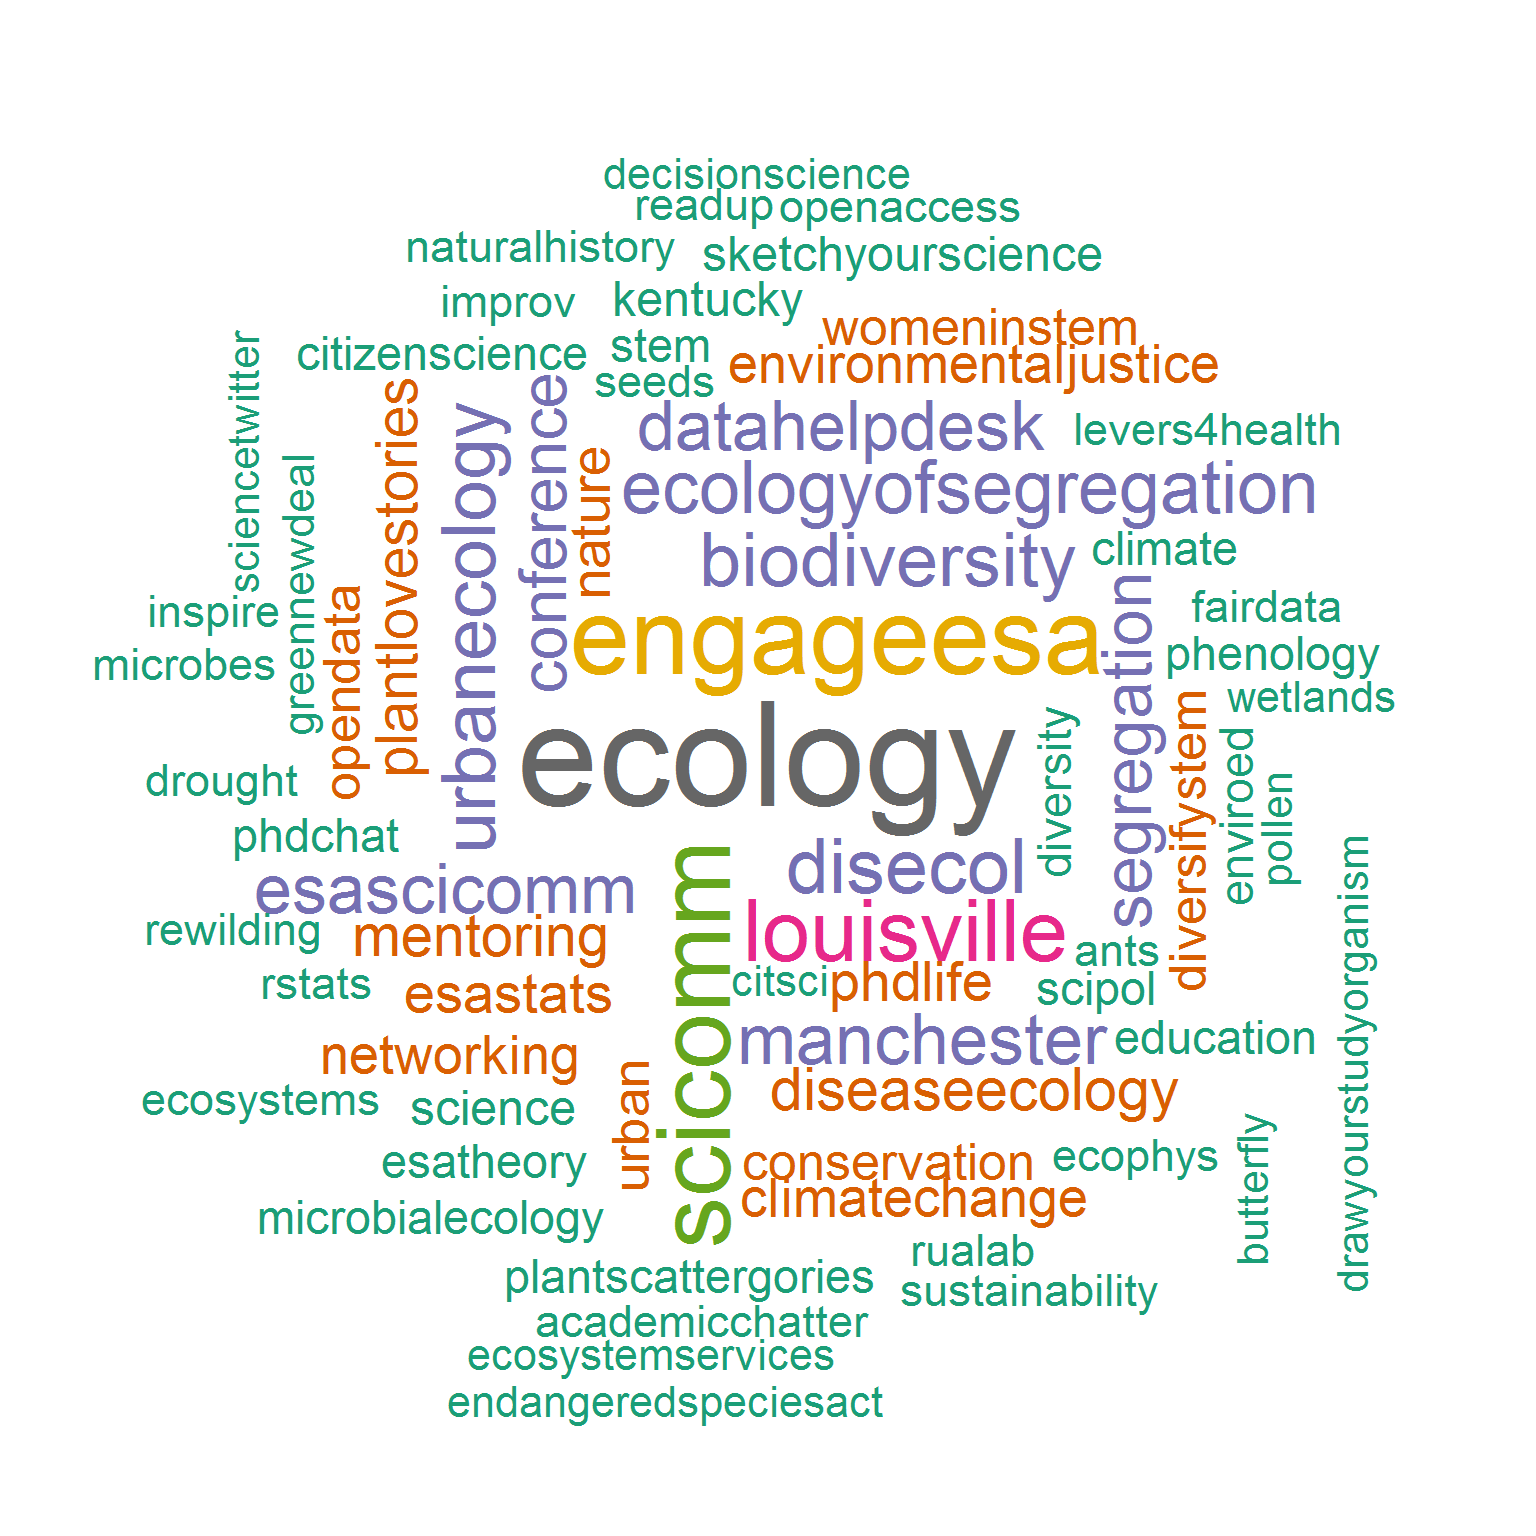 decisionscience
readup
openaccess
naturalhistory
sketchyourscience
improv
kentucky
womeninstem
citizenscience
stem
environmentaljustice
seeds
sciencetwitter
plantlovestories
urbanecology
conference
datahelpdesk
levers4health
nature
ecologyofsegregation
greennewdeal
biodiversity
climate
opendata
inspire
engageesa
segregation
fairdata
microbes
phenology
wetlands
ecology
diversity
diversifystem
enviroed
pollen
drought
phdchat
drawyourstudyorganism
esascicomm
scicomm
disecol
rewilding
mentoring
louisville
ants
rstats
esastats
citsci
phdlife
scipol
networking
manchester
education
ecosystems
science
urban
diseaseecology
esatheory
conservation
ecophys
butterfly
climatechange
microbialecology
rualab
plantscattergories
sustainability
academicchatter
ecosystemservices
endangeredspeciesact